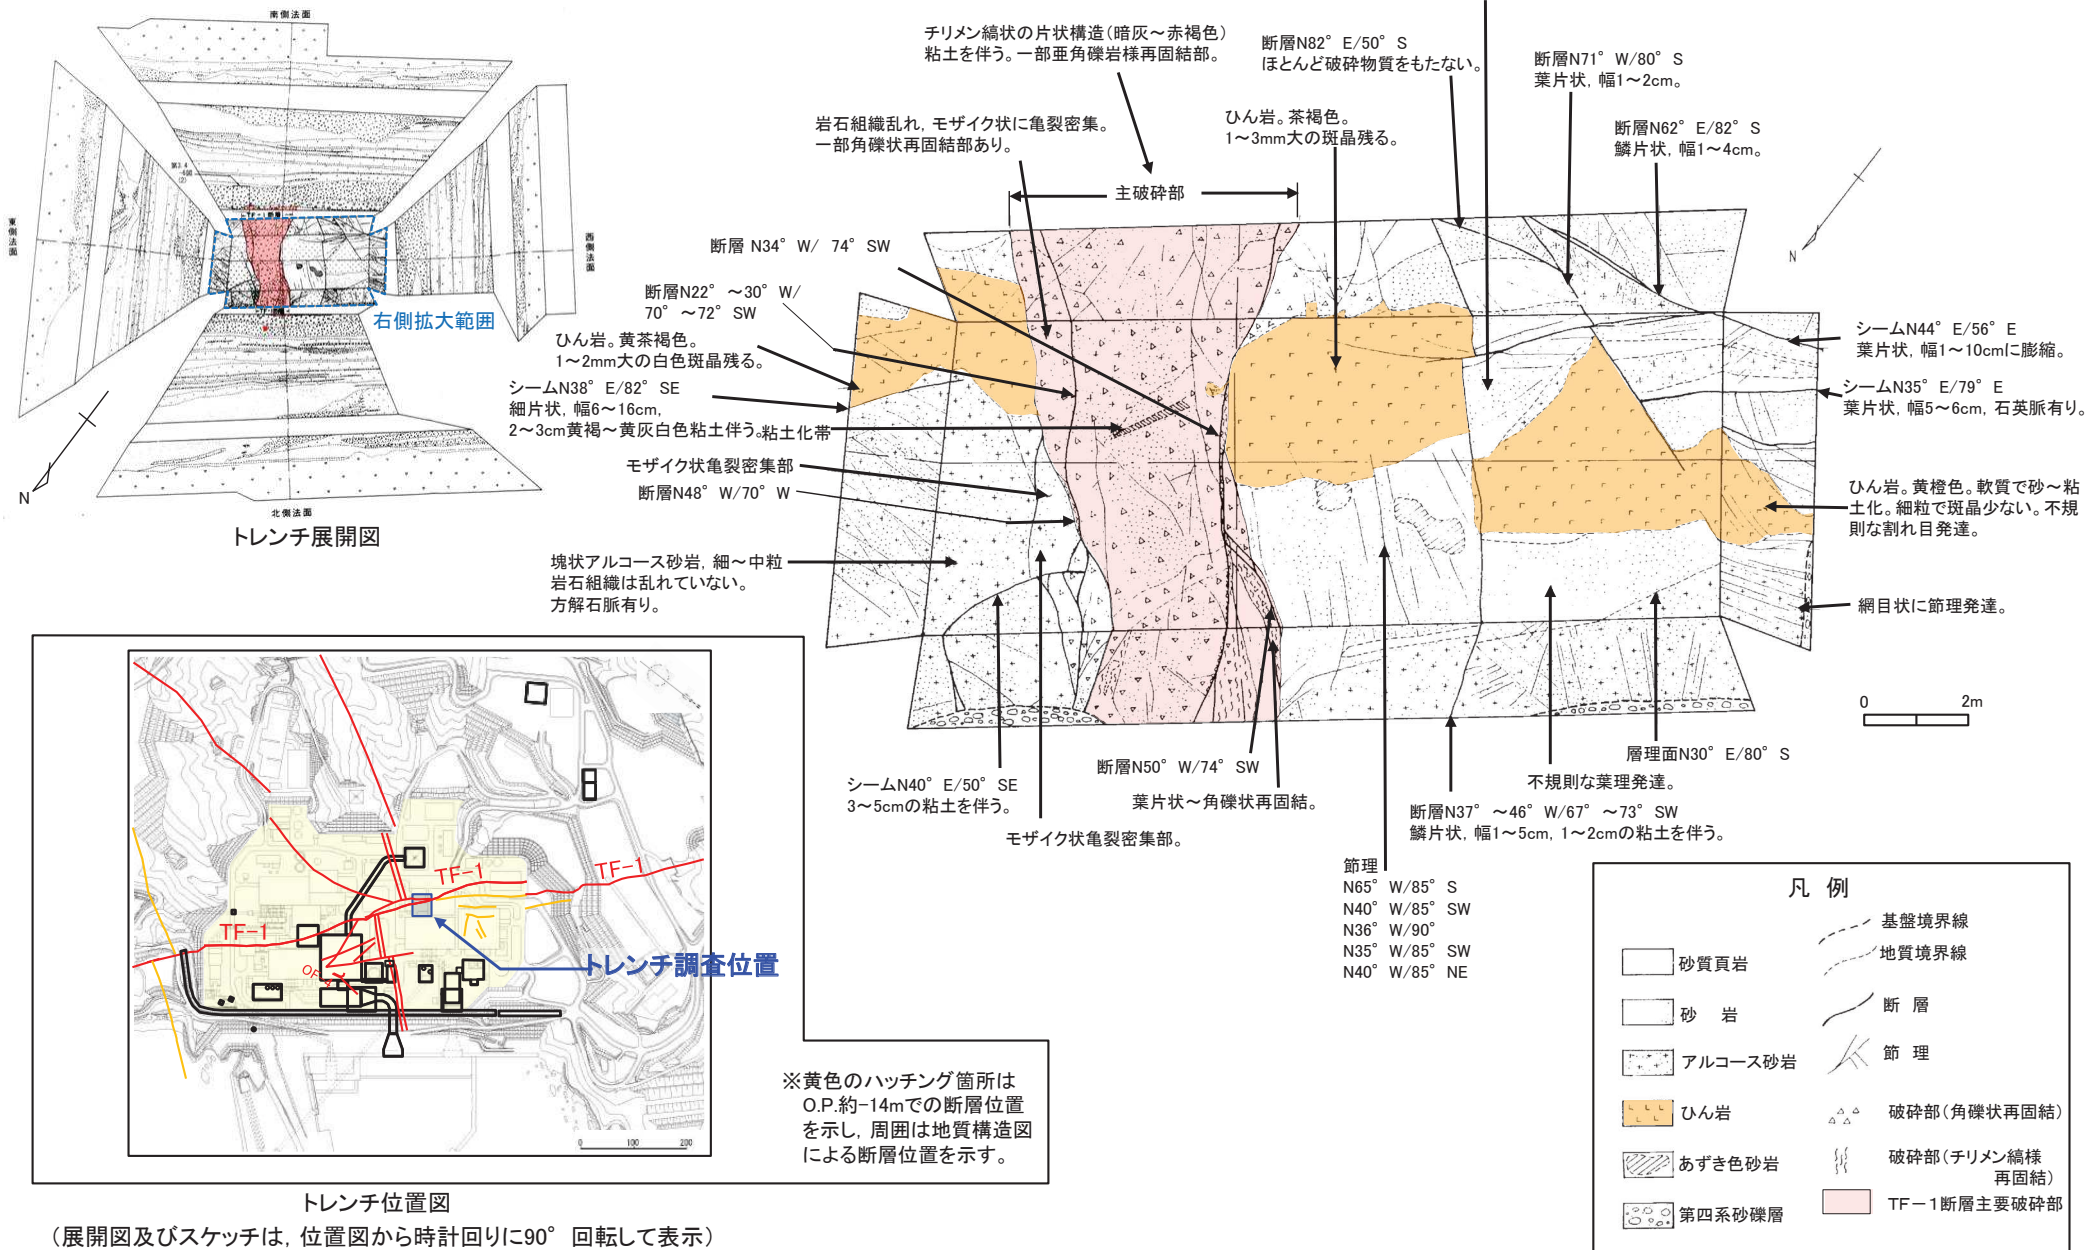 南側法面
東側法面
西側法面
TF-1断層
右側拡大範囲
N
北側法面
トレンチ展開図
チリメン縞状の片状構造(暗灰～赤褐色)
粘土を伴う。一部亜角礫岩様再固結部。
断層N82°E/50°S
ほとんど破砕物質をもたない。
断層N71°W/80°S
葉片状，幅1～2cm。
岩石組織乱れ，モザイク状に亀裂密集。
一部角礫状再固結部あり。
ひん岩。茶褐色。
1～3mm大の斑晶残る。
断層N62°E/82°S
鱗片状，幅1～4cm。
主破砕部
断層 N34°W/ 74°SW
N
断層N22°～30°W/
70°～72°SW
ひん岩。黄茶褐色。
1～2mm大の白色斑晶残る。
シームN38°E/82°SE
細片状，幅6～16cm，
2～3cm黄褐～黄灰白色粘土伴う。
粘土化帯
モザイク状亀裂密集部
断層N48°W/70°W
塊状アルコース砂岩，細～中粒
岩石組織は乱れていない。
方解石脈有り。
シームN44°E/56°E
葉片状，幅1～10cmに膨縮。
シームN35°E/79°E
葉片状，幅5～6cm，石英脈有り。
ひん岩。黄橙色。軟質で砂～粘
土化。細粒で斑晶少ない。不規
則な割れ目発達。
網目状に節理発達。
0 2m
シームN40°E/50°SE
3～5cmの粘土を伴う。
モザイク状亀裂密集部。
断層N50°W/74°SW
葉片状～角礫状再固結。
節理
N65°W/85°S
N40°W/85°SW
N36°W/90°
N35°W/85°SW
N40°W/85°NE
断層N37°～46°W/67°～73°SW
鱗片状，幅1～5cm，1～2cmの粘土を伴う。
不規則な葉理発達。
層理面N30°E/80°S
TF-1
TF-1
TF-1
トレンチ調査位置
0 100 200
※黄色のハッチング箇所は
O.P.約-14mでの断層位置
を示し，周囲は地質構造図
による断層位置を示す。
トレンチ位置図
（展開図及びスケッチは，位置図から時計回りに90°回転して表示）
凡 例
砂質頁岩
砂 岩
アルコース砂岩
ひん岩
あずき色砂岩
第四系砂礫層
基盤境界線
地質境界線
断 層
節 理
破砕部(角礫状再固結)
破砕部(チリメン縞様
再固結)
TF－1断層主要破砕部